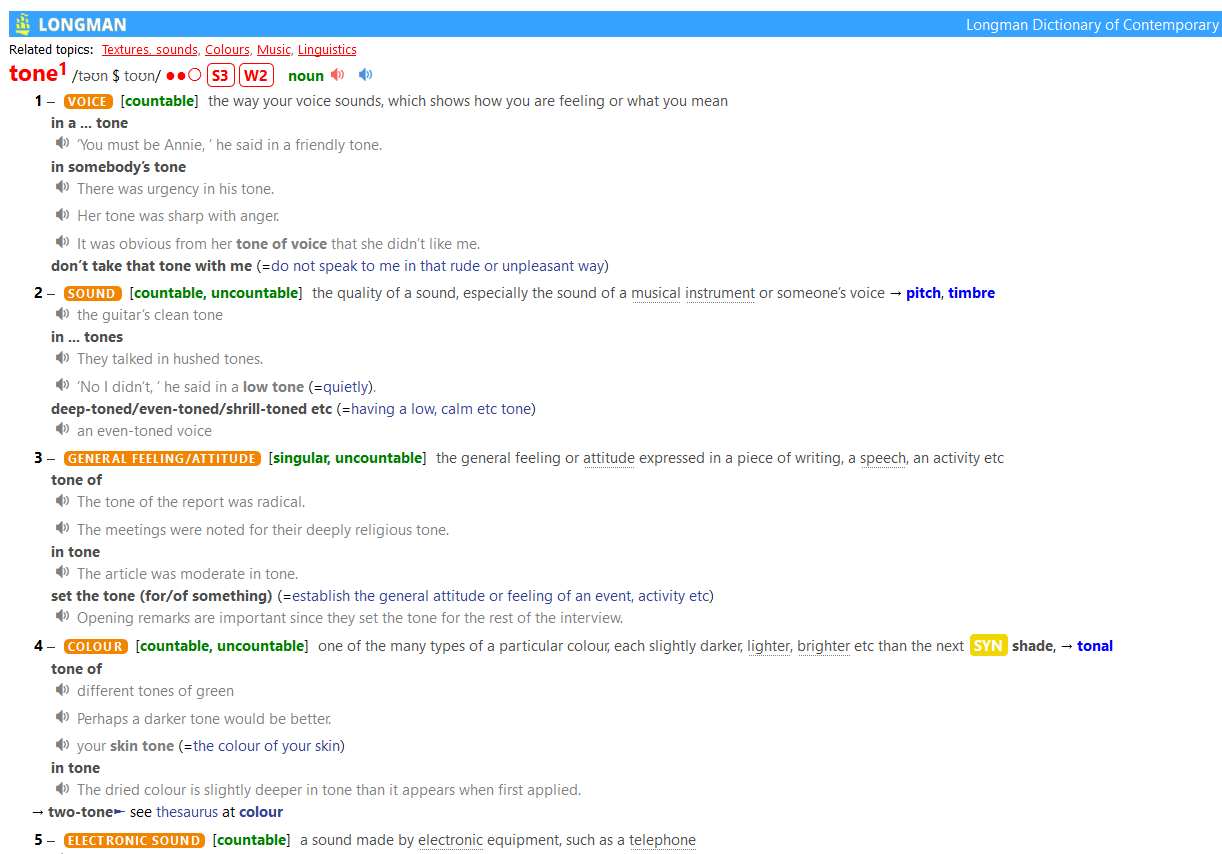 LONGMAN Longman Dictionary of Contemporary
Related topics: Textures, sounds, Colours, Music, Linguistics
tone1 /təʊn $ toʊn/ ●●○ S3 W2 noun
1 – VOICE [countable] the way your voice sounds, which shows how you are feeling or what you mean
in a ... tone
‘You must be Annie, ’ he said in a friendly tone.
in somebody’s tone
There was urgency in his tone.
Her tone was sharp with anger.
It was obvious from her tone of voice that she didn’t like me.
don’t take that tone with me (=do not speak to me in that rude or unpleasant way)
2 – SOUND [countable, uncountable] the quality of a sound, especially the sound of a musical instrument or someone’s voice → pitch, timbre
the guitar’s clean tone
in ... tones
They talked in hushed tones.
‘No I didn’t, ’ he said in a low tone (=quietly).
deep-toned/even-toned/shrill-toned etc (=having a low, calm etc tone)
an even-toned voice
3 – GENERAL FEELING/ATTITUDE [singular, uncountable] the general feeling or attitude expressed in a piece of writing, a speech, an activity etc
tone of
The tone of the report was radical.
The meetings were noted for their deeply religious tone.
in tone
The article was moderate in tone.
set the tone (for/of something) (=establish the general attitude or feeling of an event, activity etc)
Opening remarks are important since they set the tone for the rest of the interview.
4 – COLOUR [countable, uncountable] one of the many types of a particular colour, each slightly darker, lighter, brighter etc than the next SYN shade, → tonal
tone of
different tones of green
Perhaps a darker tone would be better.
your skin tone (=the colour of your skin)
in tone
The dried colour is slightly deeper in tone than it appears when first applied.
→ two-tone► see thesaurus at colour
5 – ELECTRONIC SOUND [countable] a sound made by electronic equipment, such as a telephone